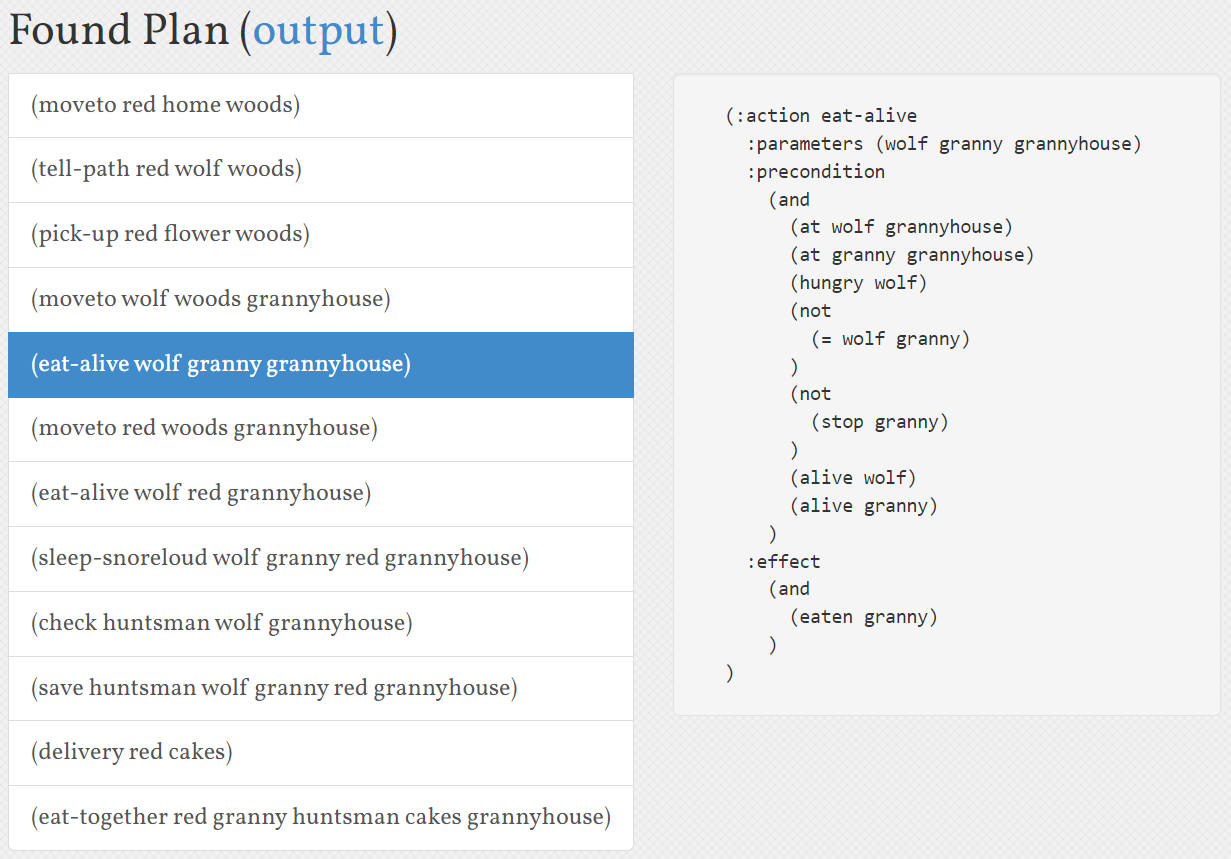 Found Plan (output)
(moveto red home woods)
(tell-path red wolf woods)
(pick-up red flower woods)
(moveto wolf woods grannyhouse)
(eat-alive wolf granny grannyhouse)
(moveto red woods grannyhouse)
(eat-alive wolf red grannyhouse)
(sleep-snoreloud wolf granny red grannyhouse)
(check huntsman wolf grannyhouse)
(save huntsman wolf granny red grannyhouse)
(delivery red cakes)
(eat-together red granny huntsman cakes grannyhouse)
(:action eat-alive
  :parameters (wolf granny grannyhouse)
  :precondition
    (and
      (at wolf grannyhouse)
      (at granny grannyhouse)
      (hungry wolf)
      (not
        (= wolf granny)
      )
      (not
        (stop granny)
      )
      (alive wolf)
      (alive granny)
    )
  :effect
    (and
      (eaten granny)
    )
)